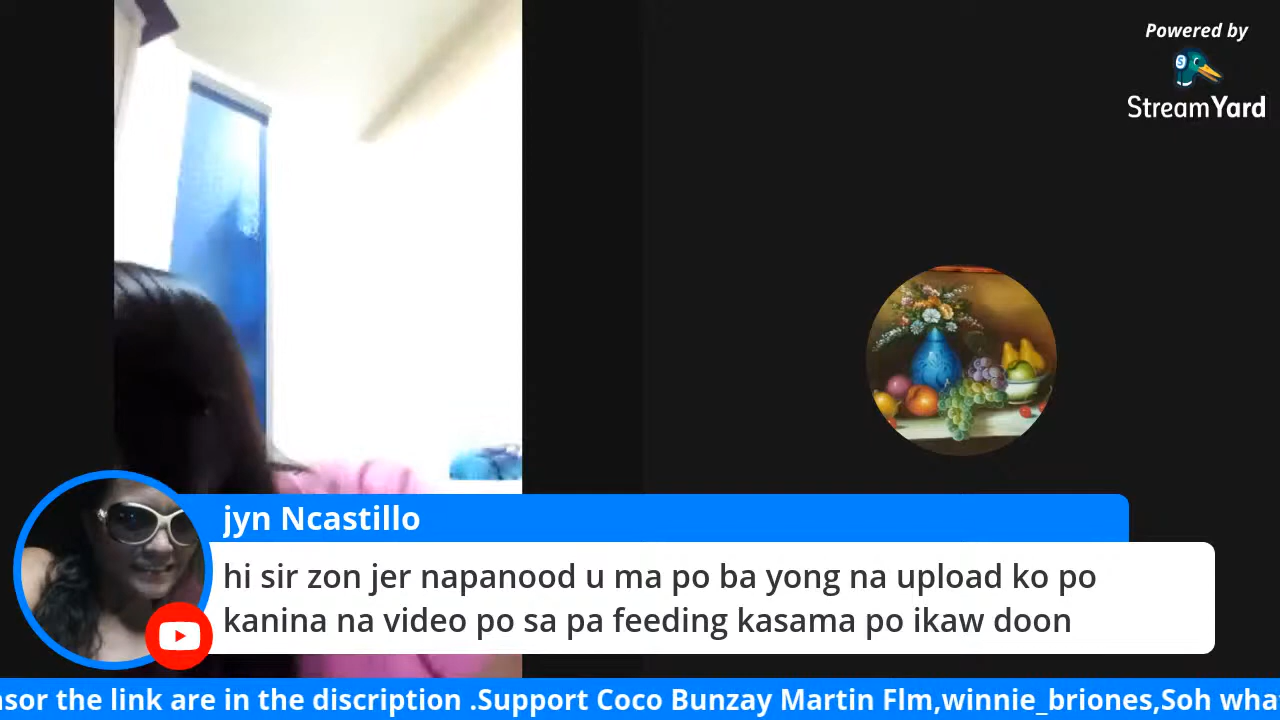 Powered by
StreamYard
jyn Ncastillo
hi sir zon jer napanood u ma po ba yong na upload ko po
kanina na video po sa pa feeding kasama po ikaw doon
sor the link are in the discription .Support Coco Bunzay Martin Flm,winnie_briones,Soh wha